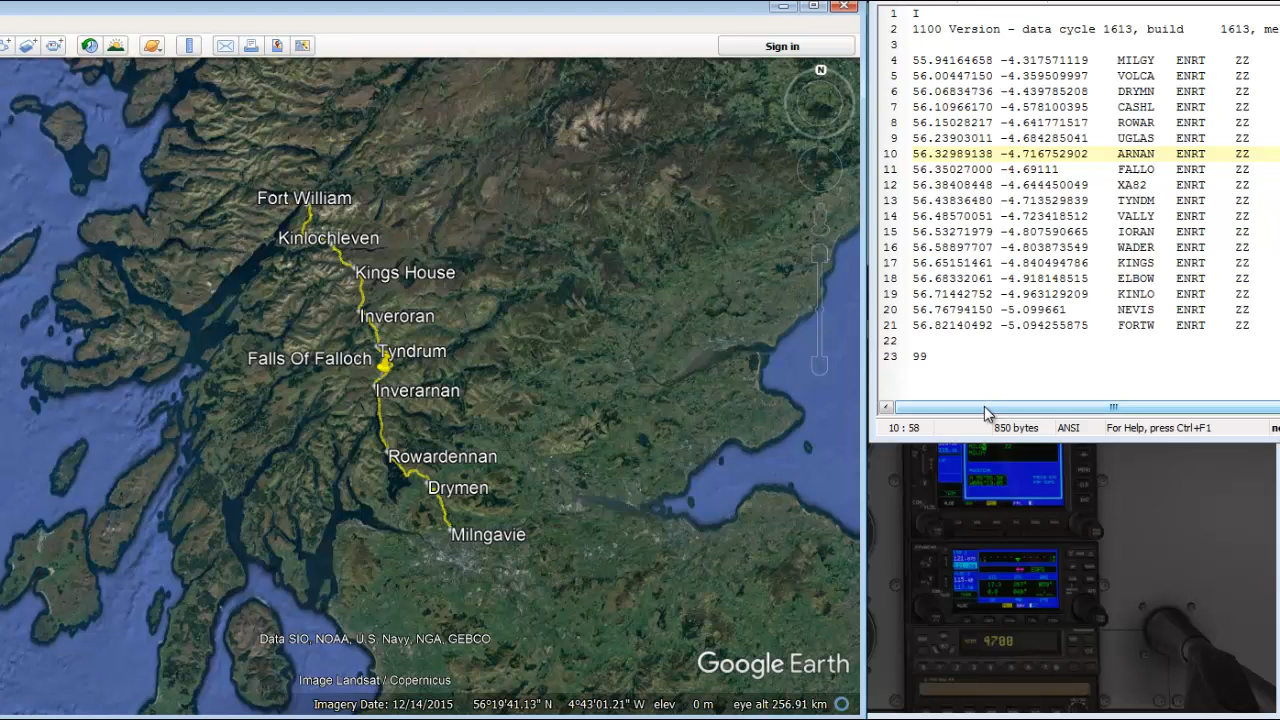 Sign in
N
Fort William
Kinlochleven
Kings House
Inveroran
Tyndrum
Falls Of Falloch
Inverarnan
Rowardennan
Drymen
Milngavie
Data SIO, NOAA, U.S. Navy, NGA, GEBCO
Image Landsat / Copernicus
Google Earth
56°19'41.13" N 4°43'01.21" W elev 0 m eye alt 256.91 km
1 I
2 1100 Version - data cycle 1613, build 1613, me
3
4 55.94164658 -4.317571119 MILGY ENRT ZZ
5 56.00447150 -4.359509997 VOLCA ENRT ZZ
6 56.06834736 -4.439785208 DRYMN ENRT ZZ
7 56.10966170 -4.578100395 CASHL ENRT ZZ
8 56.15028217 -4.641771517 ROWAR ENRT ZZ
9 56.23903011 -4.684285041 UGLAS ENRT ZZ
10 56.32989138 -4.716752902 ARNAN ENRT ZZ
11 56.35027000 -4.69111 FALLO ENRT ZZ
12 56.38408448 -4.644450049 XA82 ENRT ZZ
13 56.43836480 -4.713529839 TYNDM ENRT ZZ
14 56.48570051 -4.723418512 VALLY ENRT ZZ
15 56.53271979 -4.807590665 IORAN ENRT ZZ
16 56.58897707 -4.803873549 WADER ENRT ZZ
17 56.65151461 -4.840494786 KINGS ENRT ZZ
18 56.68332061 -4.918148515 ELBOW ENRT ZZ
19 56.71442752 -4.963129209 KINLO ENRT ZZ
20 56.76794150 -5.099661 NEVIS ENRT ZZ
21 56.82140492 -5.094255875 FORTW ENRT ZZ
22
23 99
10 : 58 850 bytes ANSI For Help, press Ctrl+F1
4700